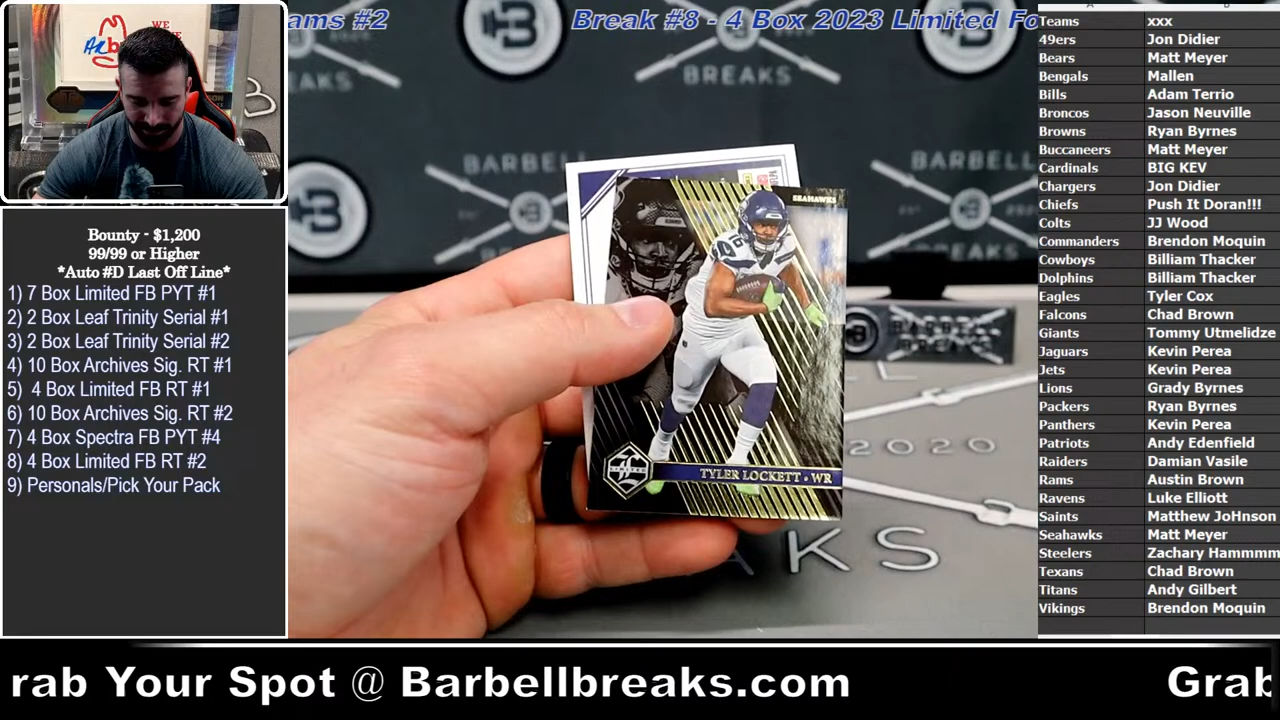 ams #2
Break #8 - 4 Box 2023 Limited Fo
WE
BREAKS
BARBELL
BARBELL
SEAHAWKS
LIMITED
TYLER LOCKETT • WR
BARBELL
BREAKS
2020
EAKS
Bounty - $1,200
99/99 or Higher
*Auto #D Last Off Line*
1) 7 Box Limited FB PYT #1
2) 2 Box Leaf Trinity Serial #1
3) 2 Box Leaf Trinity Serial #2
4) 10 Box Archives Sig. RT #1
5) 4 Box Limited FB RT #1
6) 10 Box Archives Sig. RT #2
7) 4 Box Spectra FB PYT #4
8) 4 Box Limited FB RT #2
9) Personals/Pick Your Pack
Teams xxx
49ers Jon Didier
Bears Matt Meyer
Bengals Mallen
Bills Adam Terrio
Broncos Jason Neuville
Browns Ryan Byrnes
Buccaneers Matt Meyer
Cardinals BIG KEV
Chargers Jon Didier
Chiefs Push It Doran!!!
Colts JJ Wood
Commanders Brendon Moquin
Cowboys Billiam Thacker
Dolphins Billiam Thacker
Eagles Tyler Cox
Falcons Chad Brown
Giants Tommy Utmelidze
Jaguars Kevin Perea
Jets Kevin Perea
Lions Grady Byrnes
Packers Ryan Byrnes
Panthers Kevin Perea
Patriots Andy Edenfield
Raiders Damian Vasile
Rams Austin Brown
Ravens Luke Elliott
Saints Matthew JoHnson
Seahawks Matt Meyer
Steelers Zachary Hammmm
Texans Chad Brown
Titans Andy Gilbert
Vikings Brendon Moquin
rab Your Spot @ Barbellbreaks.com
Grab